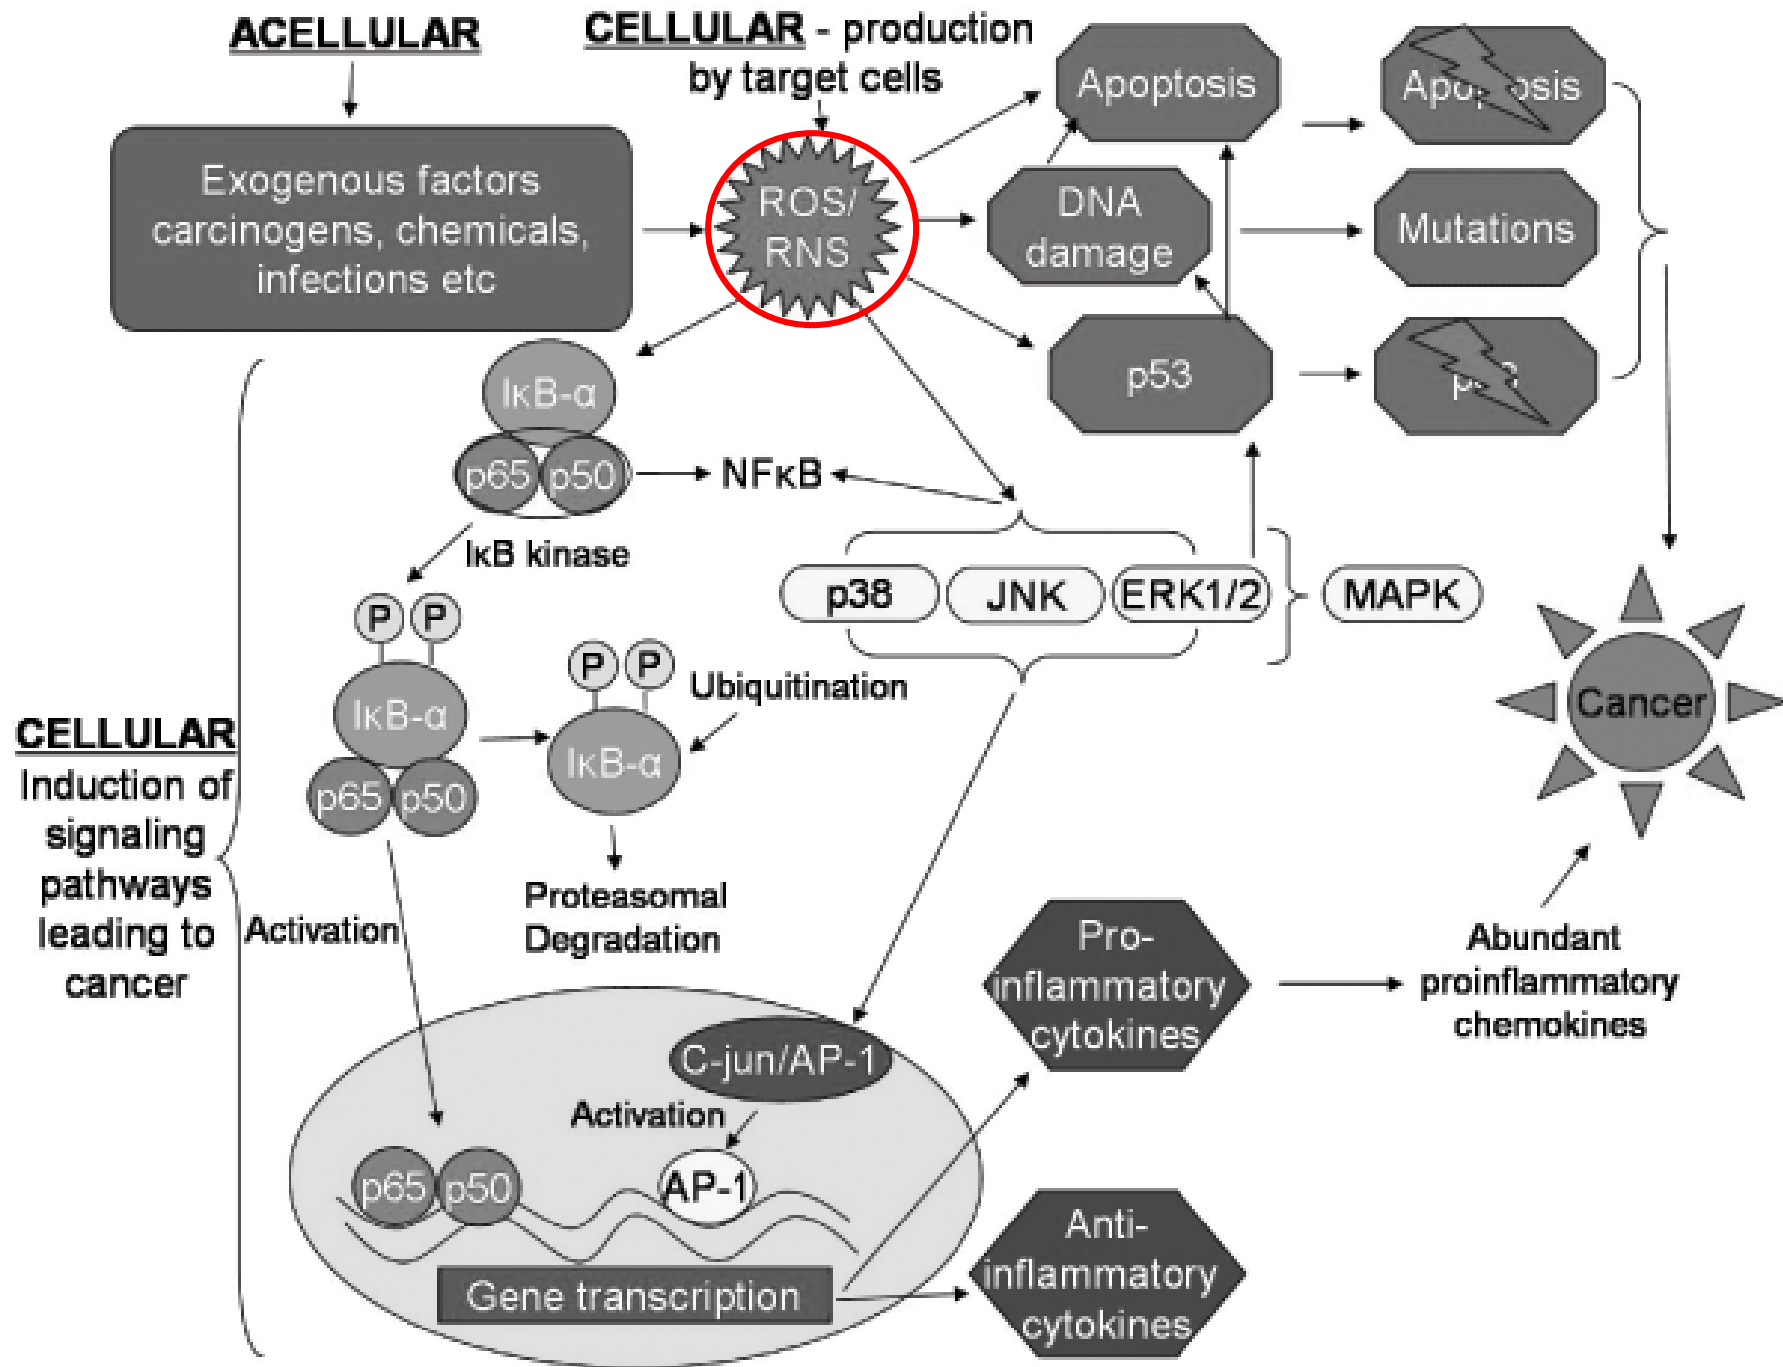 ACELLULAR
CELLULAR - production
by target cells
Exogenous factors
carcinogens, chemicals,
infections etc
ROS/
RNS
Apoptosis
Apoptosis
DNA
damage
Mutations
p53
IκB-α
p65 p50
NFκB
IκB kinase
p38
JNK
ERK1/2
MAPK
P P
IκB-α
p65 p50
P P
IκB-α
Ubiquitination
Proteasomal
Degradation
Cancer
CELLULAR
Induction of
signaling
pathways
leading to
cancer
Activation
C-jun/AP-1
Activation
p65 p50
AP-1
Gene transcription
Pro-
inflammatory
cytokines
Abundant
proinflammatory
chemokines
Anti-
inflammatory
cytokines